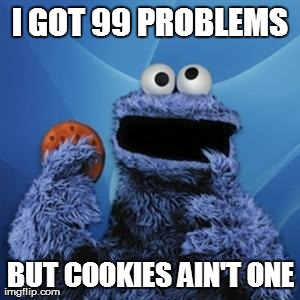 I GOT 99 PROBLEMS
BUT COOKIES AIN'T ONE
imgflip.com